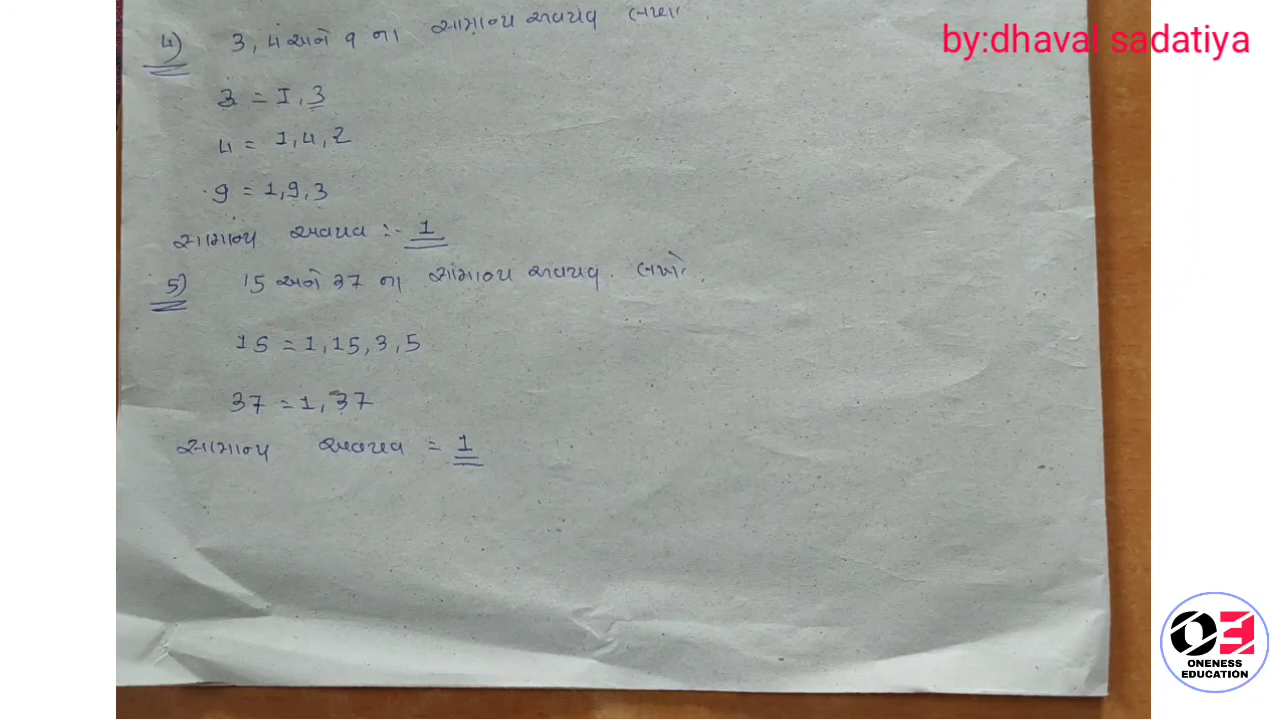 by:dhaval sadatiya
4) 3, 4 અને 9 ના સામાન્ય અવયવ લખો
3 = 1, 3
4 = 1, 4, 2
9 = 1, 9, 3
સામાન્ય અવયવ :- 1
5) 15 અને 37 ના સામાન્ય અવયવ લખો.
15 = 1, 15, 3, 5
37 = 1, 37
સામાન્ય અવયવ = 1
OE
ONENESS
EDUCATION